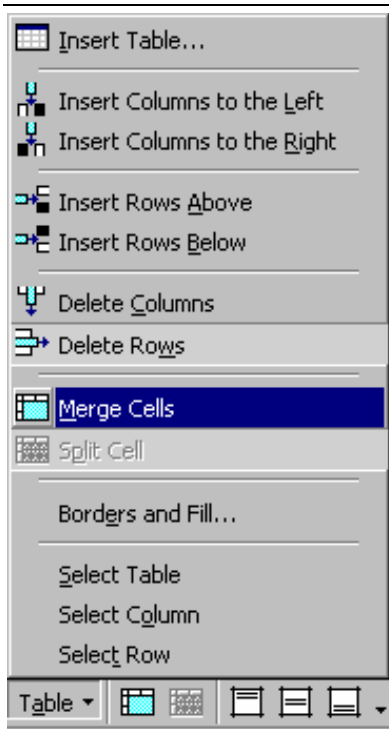 Insert Table...
Insert Columns to the Left
Insert Columns to the Right
Insert Rows Above
Insert Rows Below
Delete Columns
Delete Rows
Merge Cells
Split Cell
Borders and Fill...
Select Table
Select Column
Select Row
Table